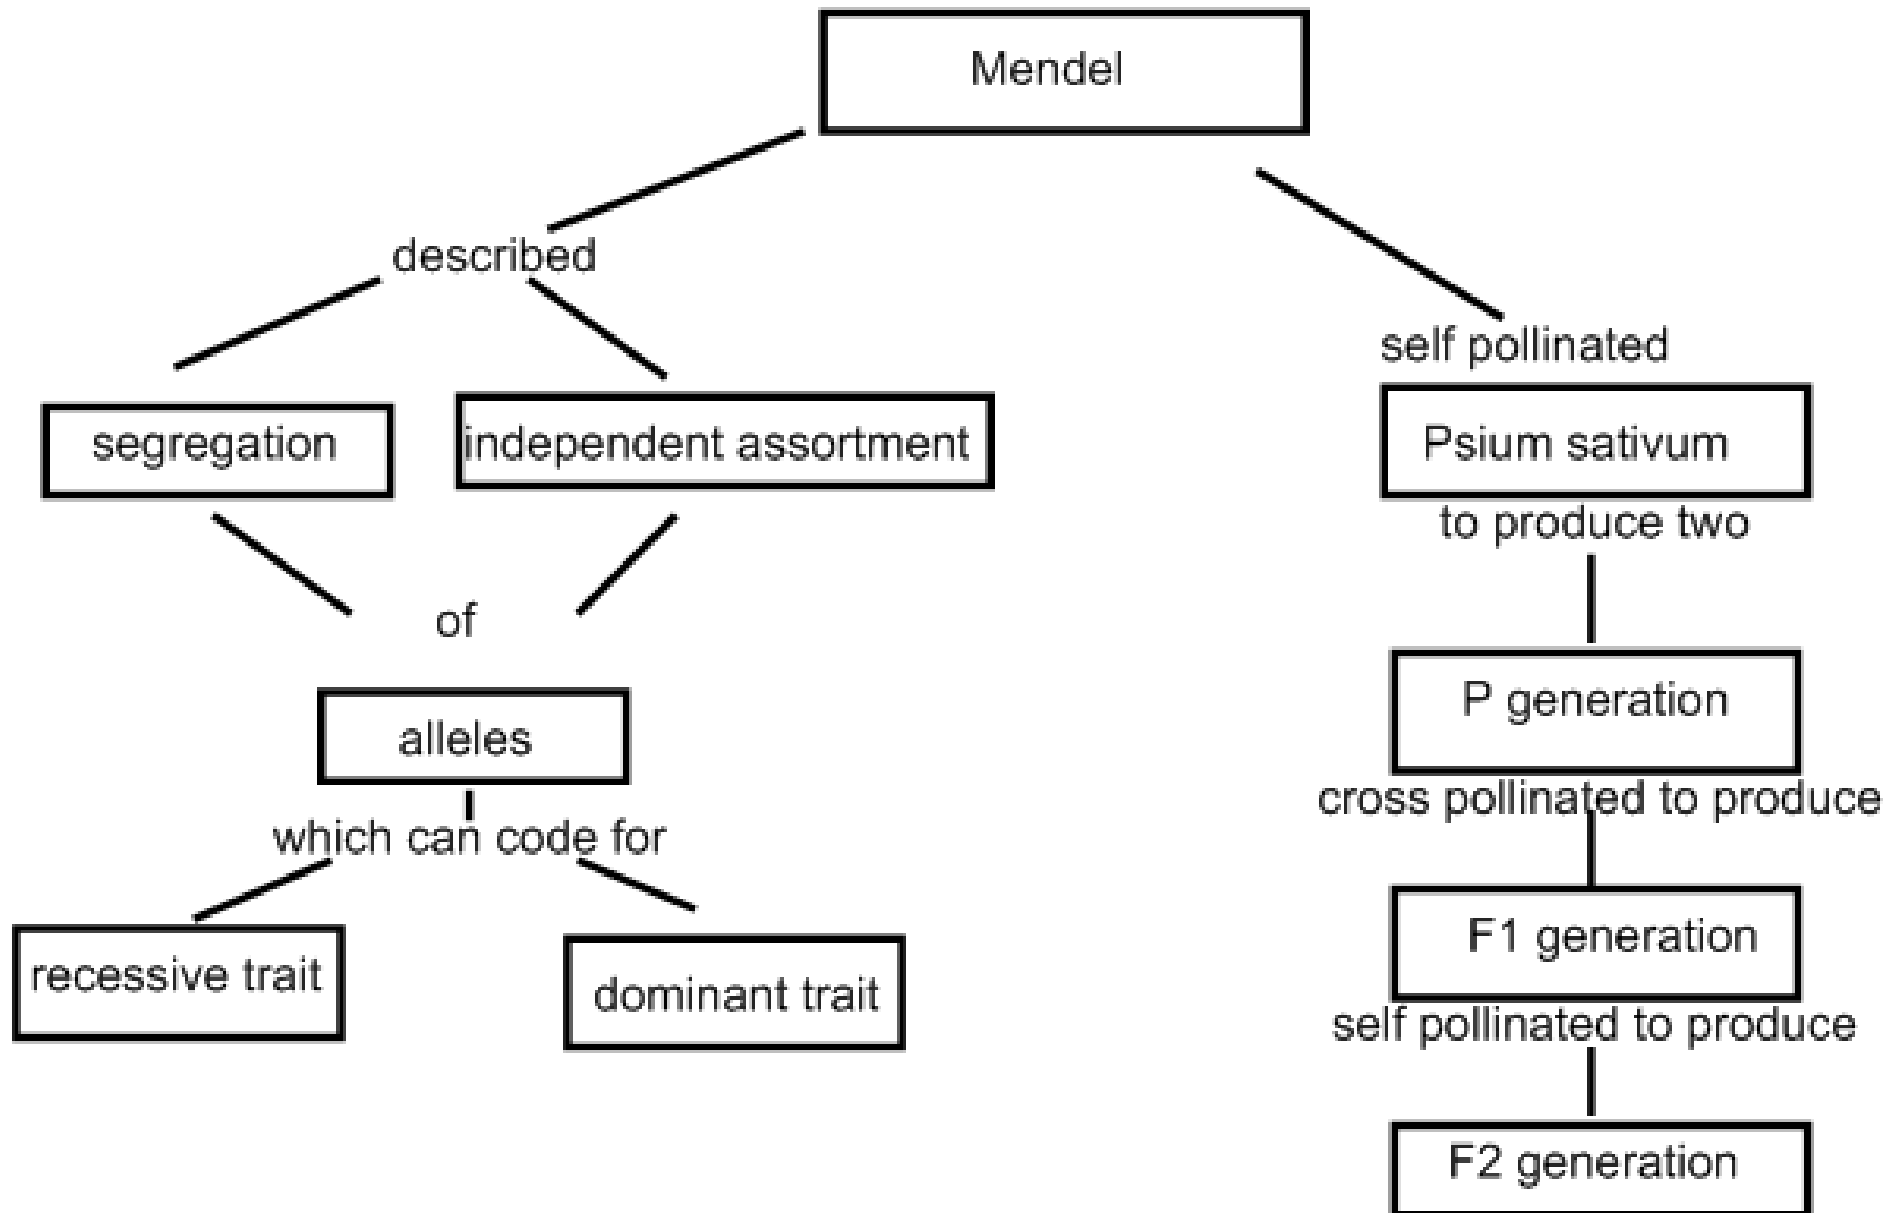 Mendel
described
segregation
independent assortment
of
alleles
which can code for
recessive trait
dominant trait
self pollinated
Psium sativum
to produce two
P generation
cross pollinated to produce
F1 generation
self pollinated to produce
F2 generation